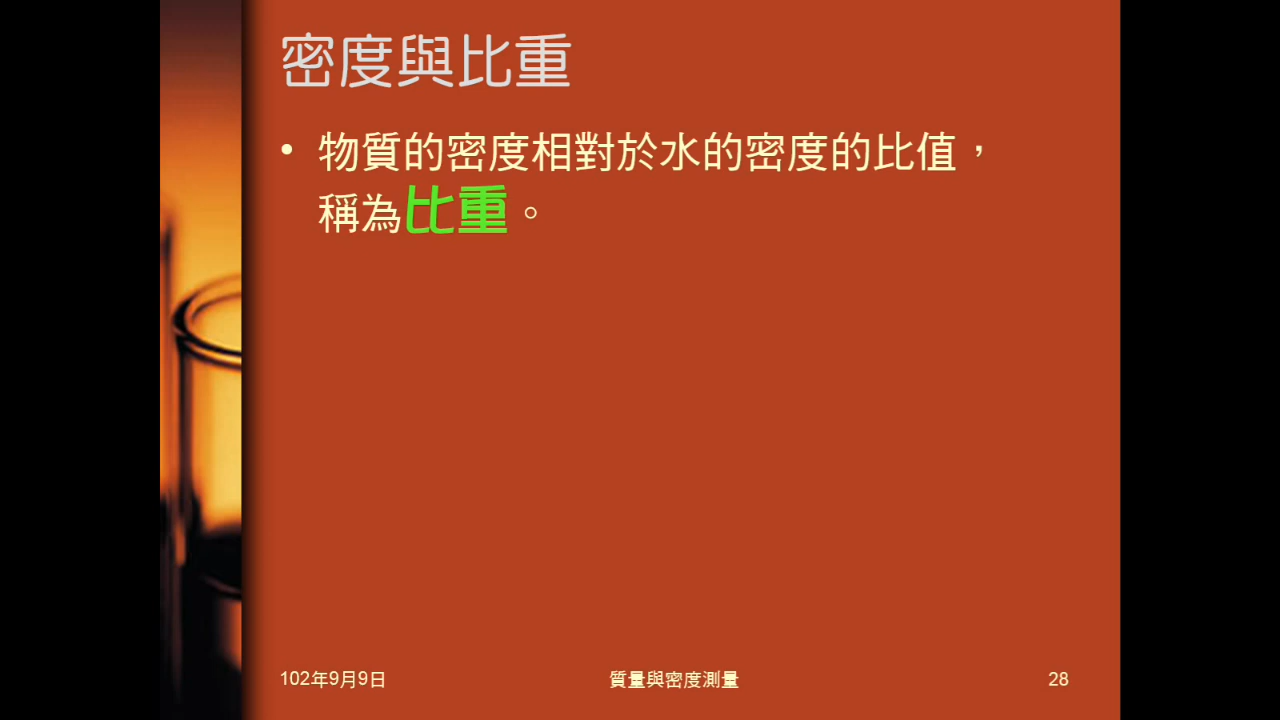 密度與比重
• 物質的密度相對於水的密度的比值，
稱為比重。
102年9月9日
質量與密度測量
28